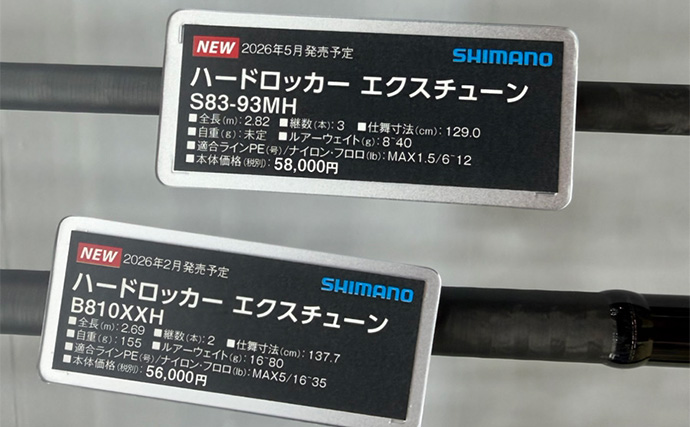 NEW 2026年5月発売予定 SHIMANO
ハードロッカー エクスチューン
S83-93MH
■全長(m):2.82 ■継数(本):3 ■仕舞寸法(cm):129.0
■自重(g):未定 ■ルアーウェイト(g):8~40
■適合ラインPE(号)/ナイロン・フロロ(lb):MAX1.5/6~12
■本体価格(税別):58,000円
NEW 2026年2月発売予定 SHIMANO
ハードロッカー エクスチューン
B810XXH
■全長(m):2.69 ■継数(本):2 ■仕舞寸法(cm):137.7
■自重(g):155 ■ルアーウェイト(g):16~80
■適合ラインPE(号)/ナイロン・フロロ(lb):MAX5/16~35
■本体価格(税別):56,000円